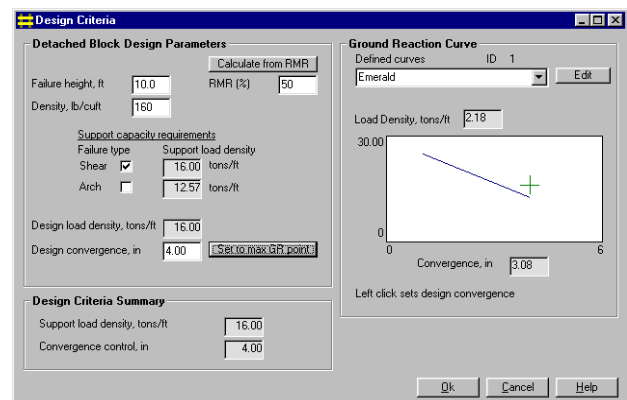 Design Criteria
Detached Block Design Parameters
Calculate from RMR
Failure height, ft 10.0 RMR (%) 50
Density, lb/cuft 160
Support capacity requirements
Failure type Support load density
Shear 16.00 tons/ft
Arch 12.57 tons/ft
Design load density, tons/ft 16.00
Design convergence, in 4.00 Set to max GR point
Design Criteria Summary
Support load density, tons/ft 16.00
Convergence control, in 4.00
Ground Reaction Curve
Defined curves ID 1
Emerald Edit
Load Density, tons/ft 2.18
30.00
0
0 6
Convergence, in 3.08
Left click sets design convergence
Ok Cancel Help